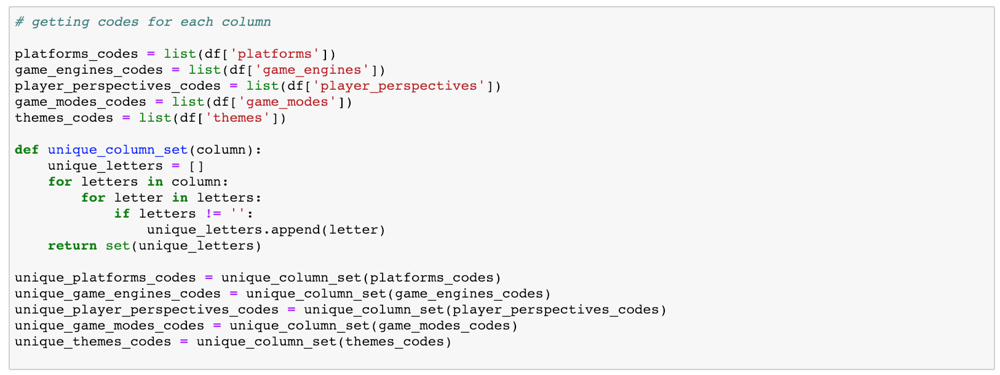 # getting codes for each column
platforms_codes = list(df['platforms'])
game_engines_codes = list(df['game_engines'])
player_perspectives_codes = list(df['player_perspectives'])
game_modes_codes = list(df['game_modes'])
themes_codes = list(df['themes'])
def unique_column_set(column):
    unique_letters = []
    for letters in column:
        for letter in letters:
            if letters != '':
                unique_letters.append(letter)
    return set(unique_letters)
unique_platforms_codes = unique_column_set(platforms_codes)
unique_game_engines_codes = unique_column_set(game_engines_codes)
unique_player_perspectives_codes = unique_column_set(player_perspectives_codes)
unique_game_modes_codes = unique_column_set(game_modes_codes)
unique_themes_codes = unique_column_set(themes_codes)